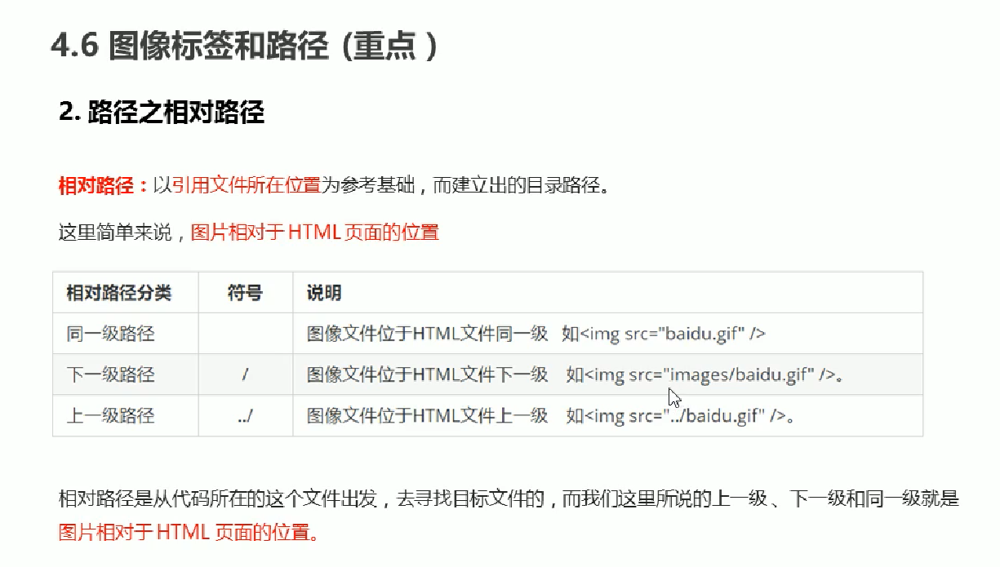 4.6 图像标签和路径 (重点)
2. 路径之相对路径
相对路径：以引用文件所在位置为参考基础，而建立出的目录路径。
这里简单来说，图片相对于 HTML 页面的位置
相对路径分类 符号 说明
同一级路径 图像文件位于HTML文件同一级 如<img src="baidu.gif" />
下一级路径 / 图像文件位于HTML文件下一级 如<img src="images/baidu.gif" />。
上一级路径 ../ 图像文件位于HTML文件上一级 如<img src="../baidu.gif" />。
相对路径是从代码所在的这个文件出发，去寻找目标文件的，而我们这里所说的上一级、下一级和同一级就是
图片相对于 HTML 页面的位置。